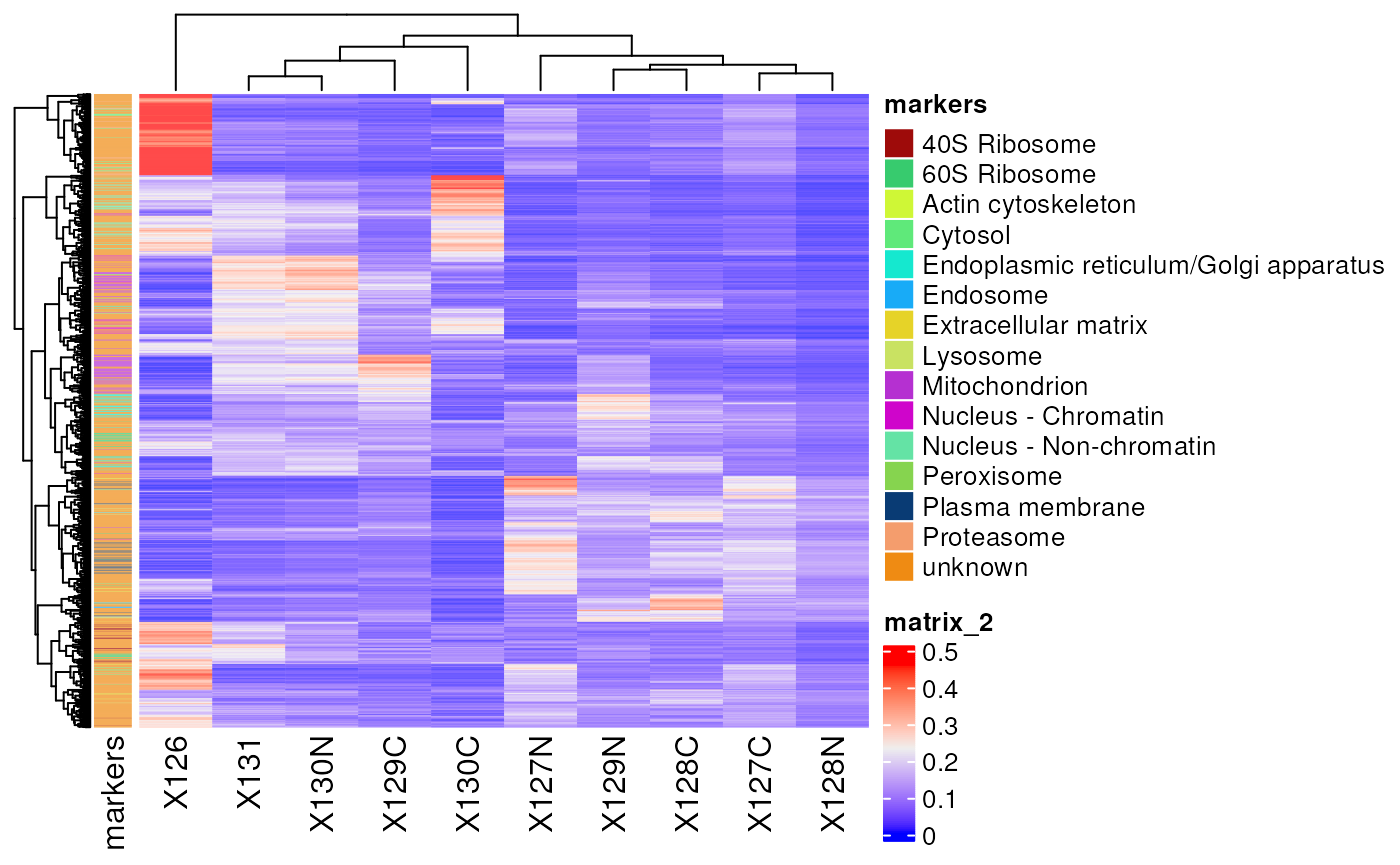 markers
40S Ribosome
60S Ribosome
Actin cytoskeleton
Cytosol
Endoplasmic reticulum/Golgi apparatus
Endosome
Extracellular matrix
Lysosome
Mitochondrion
Nucleus - Chromatin
Nucleus - Non-chromatin
Peroxisome
Plasma membrane
Proteasome
unknown
matrix_2
0.5
0.4
0.3
0.2
0.1
0
markers
X126
X131
X130N
X129C
X130C
X127N
X129N
X128C
X127C
X128N